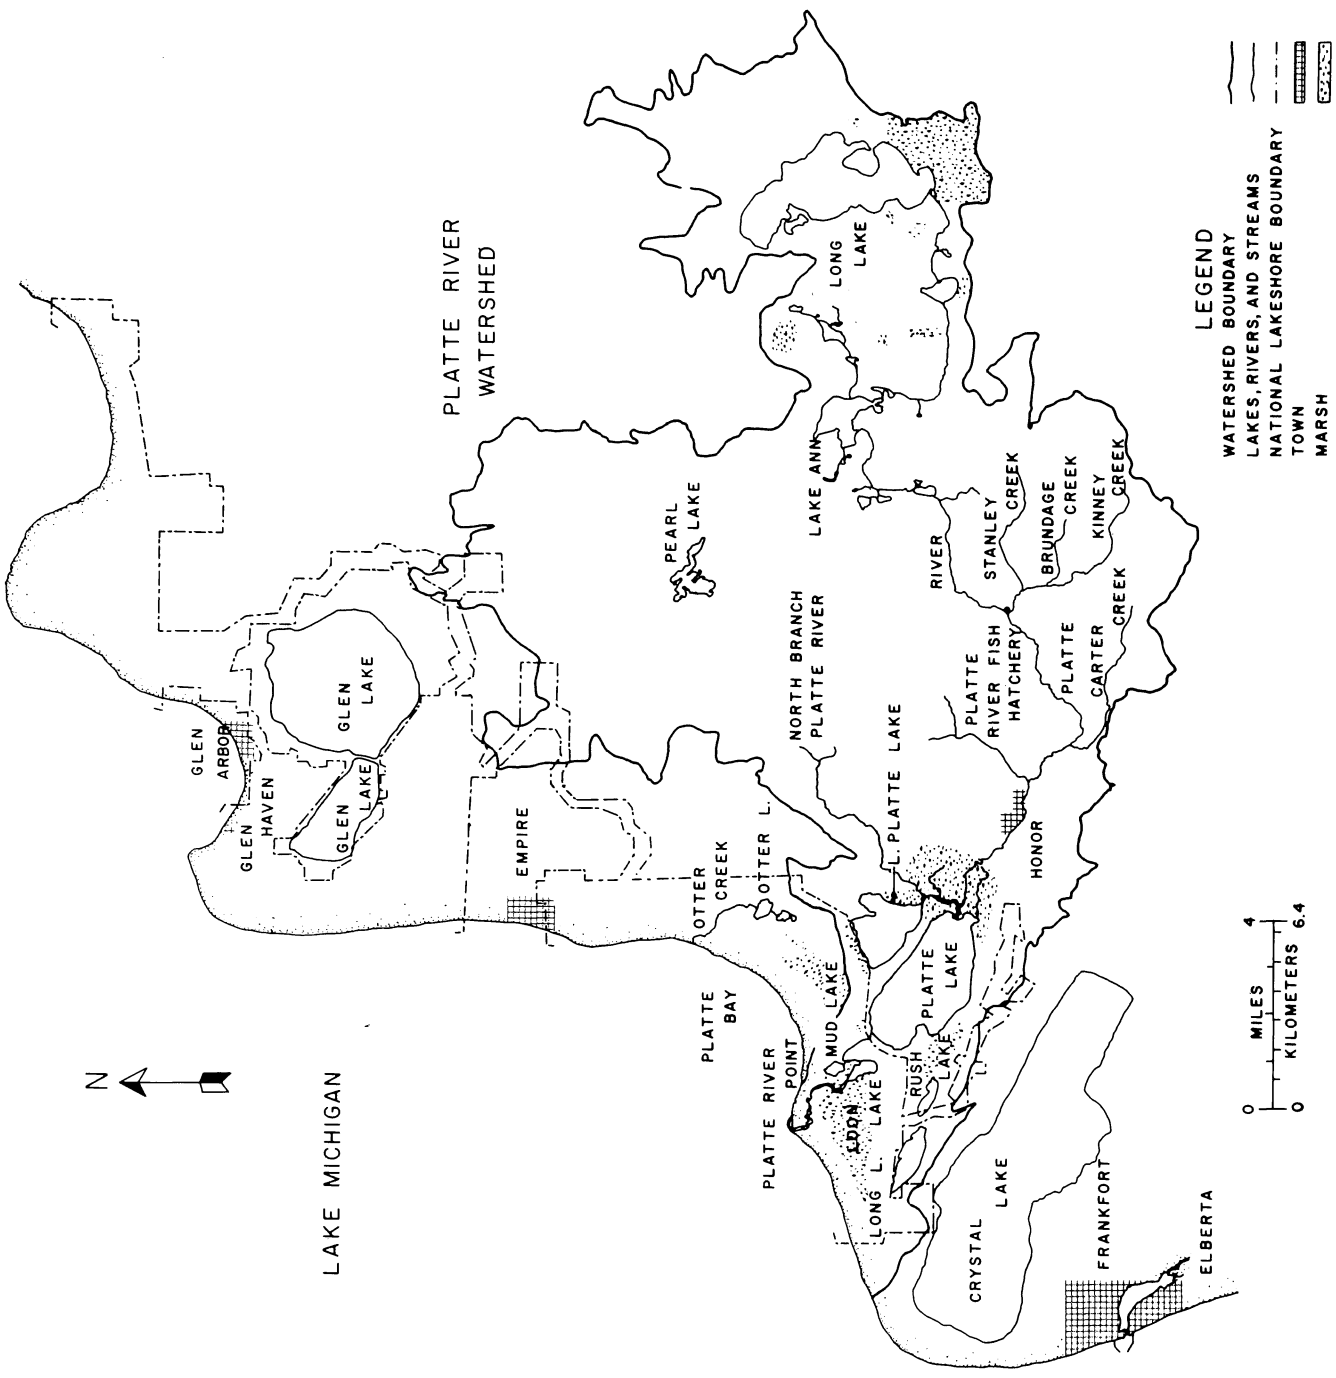 PLATTE RIVER
WATERSHED
N
LAKE MICHIGAN
GLEN
ARBOR
GLEN
HAVEN
GLEN
LAKE
GLEN
LAKE
EMPIRE
OTTER
CREEK
OTTER L.
PLATTE
BAY
PLATTE RIVER
POINT
MUD LAKE
LOON
LAKE
LONG L.
RUSH
LAKE
L.
PLATTE
LAKE
L. PLATTE LAKE
NORTH BRANCH
PLATTE RIVER
PEARL
LAKE
LAKE ANN
LONG
LAKE
RIVER
STANLEY
CREEK
BRUNDAGE
CREEK
KINNEY
CREEK
PLATTE
RIVER FISH
HATCHERY
PLATTE
CARTER
CREEK
HONOR
CRYSTAL
LAKE
FRANKFORT
ELBERTA
0 MILES 4
0 KILOMETERS 6.4
LEGEND
WATERSHED BOUNDARY
LAKES, RIVERS, AND STREAMS
NATIONAL LAKESHORE BOUNDARY
TOWN
MARSH